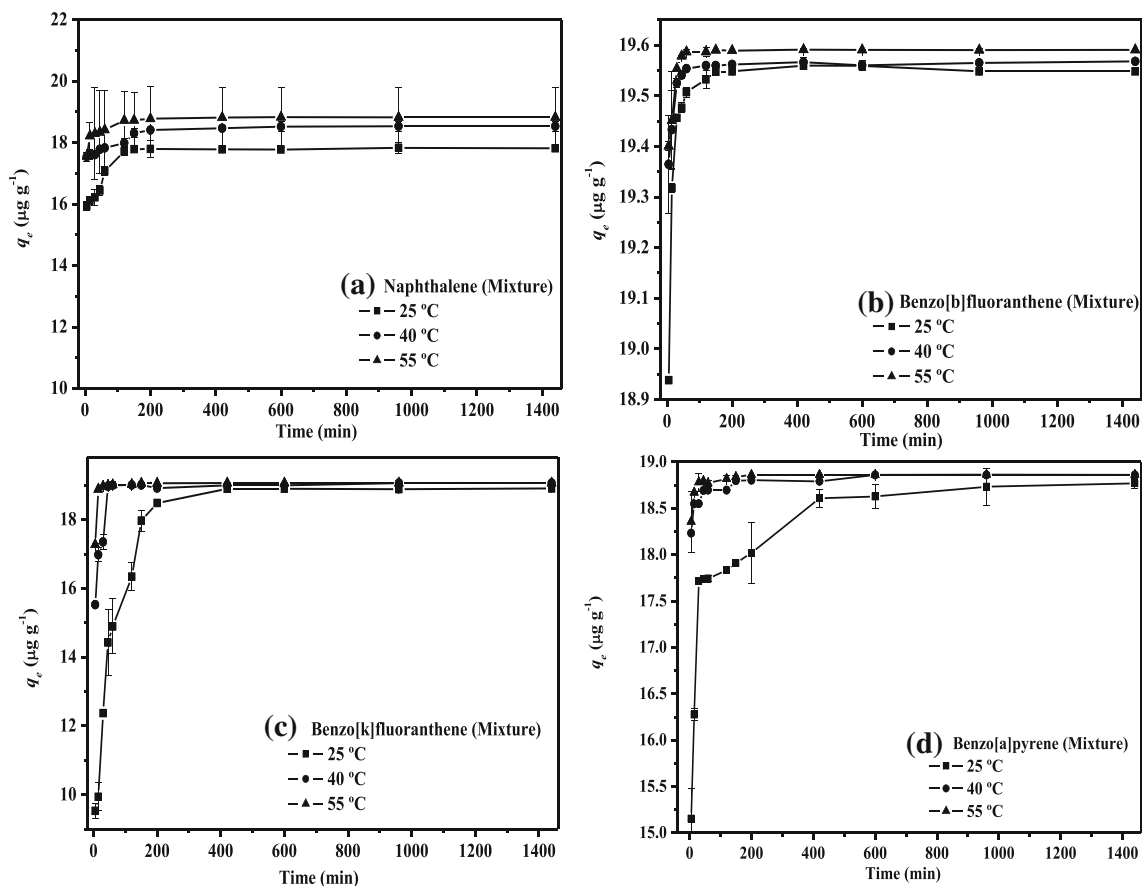 22
20
18
16
14
12
10
q_e (µg g⁻¹)
(a) Naphthalene (Mixture)
25 ºC
40 ºC
55 ºC
0 200 400 600 800 1000 1200 1400
Time (min)
19.6
19.5
19.4
19.3
19.2
19.1
19.0
18.9
q_e (µg g⁻¹)
(b) Benzo[b]fluoranthene (Mixture)
25 ºC
40 ºC
55 ºC
0 200 400 600 800 1000 1200 1400
Time (min)
18
16
14
12
10
q_e (µg g⁻¹)
(c) Benzo[k]fluoranthene (Mixture)
25 ºC
40 ºC
55 ºC
0 200 400 600 800 1000 1200 1400
Time (min)
19.0
18.5
18.0
17.5
17.0
16.5
16.0
15.5
15.0
q_e (µg g⁻¹)
(d) Benzo[a]pyrene (Mixture)
25 ºC
40 ºC
55 ºC
0 200 400 600 800 1000 1200 1400
Time (min)